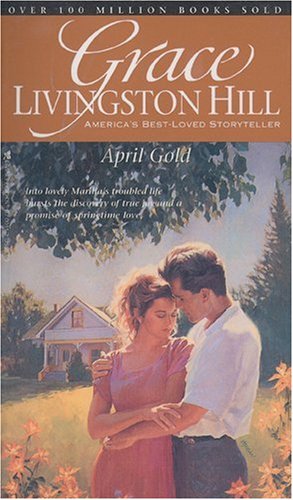 OVER 100 MILLION BOOKS SOLD
Grace
LIVINGSTON HILL
AMERICA'S BEST-LOVED STORYTELLER
April Gold
Into lovely Marilla's troubled life
bursts The discovery of true joy and a
promise of springtime love.